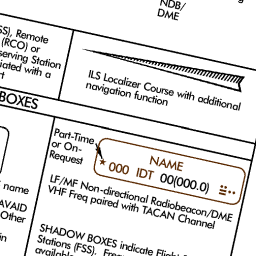 NDB/
DME
SS), Remote
(RCO) or
serving Station
iated with a
ILS Localizer Course with additional
navigation function
BOXES
Part-Time
or On-
Request
NAME
* 000 IDT 00(000.0)
name
LF/MF Non-directional Radiobeacon/DME
VHF Freq paired with TACAN Channel
AVAID
Other
in
SHADOW BOXES indicate Flight
Stations (FSS). Freq